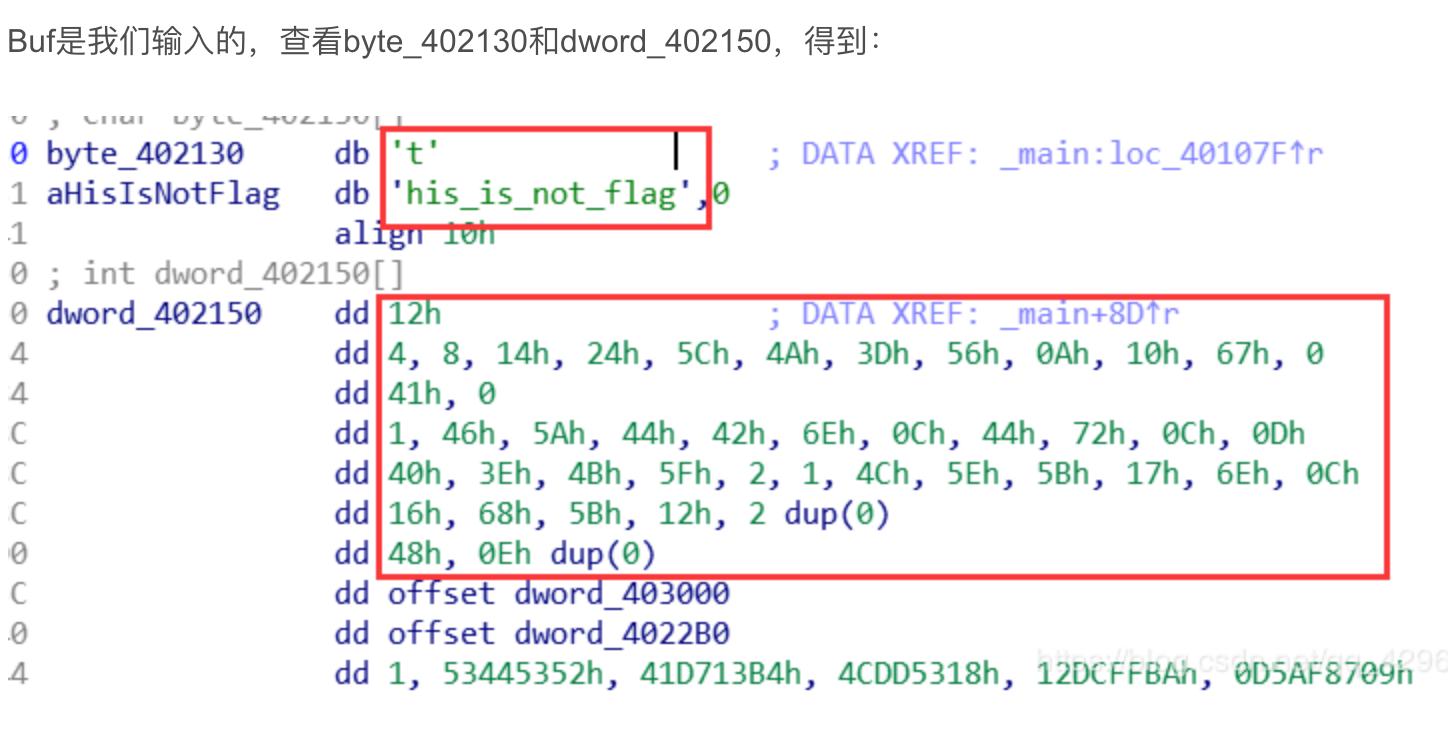 Buf是我们输入的，查看byte_402130和dword_402150，得到：
0 ; char byte_402130[]
0 byte_402130 db 't' ; DATA XREF: _main:loc_40107F↑r
1 aHisIsNotFlag db 'his_is_not_flag',0
1 align 10h
0 ; int dword_402150[]
0 dword_402150 dd 12h ; DATA XREF: _main+8D↑r
4 dd 4, 8, 14h, 24h, 5Ch, 4Ah, 3Dh, 56h, 0Ah, 10h, 67h, 0
4 dd 41h, 0
C dd 1, 46h, 5Ah, 44h, 42h, 6Eh, 0Ch, 44h, 72h, 0Ch, 0Dh
C dd 40h, 3Eh, 4Bh, 5Fh, 2, 1, 4Ch, 5Eh, 5Bh, 17h, 6Eh, 0Ch
C dd 16h, 68h, 5Bh, 12h, 2 dup(0)
0 dd 48h, 0Eh dup(0)
C dd offset dword_403000
0 dd offset dword_4022B0
4 dd 1, 53445352h, 41D713B4h, 4CDD5318h, 12DCFFBAh, 0D5AF8709h
https://blog.csdn.net/qq_4296